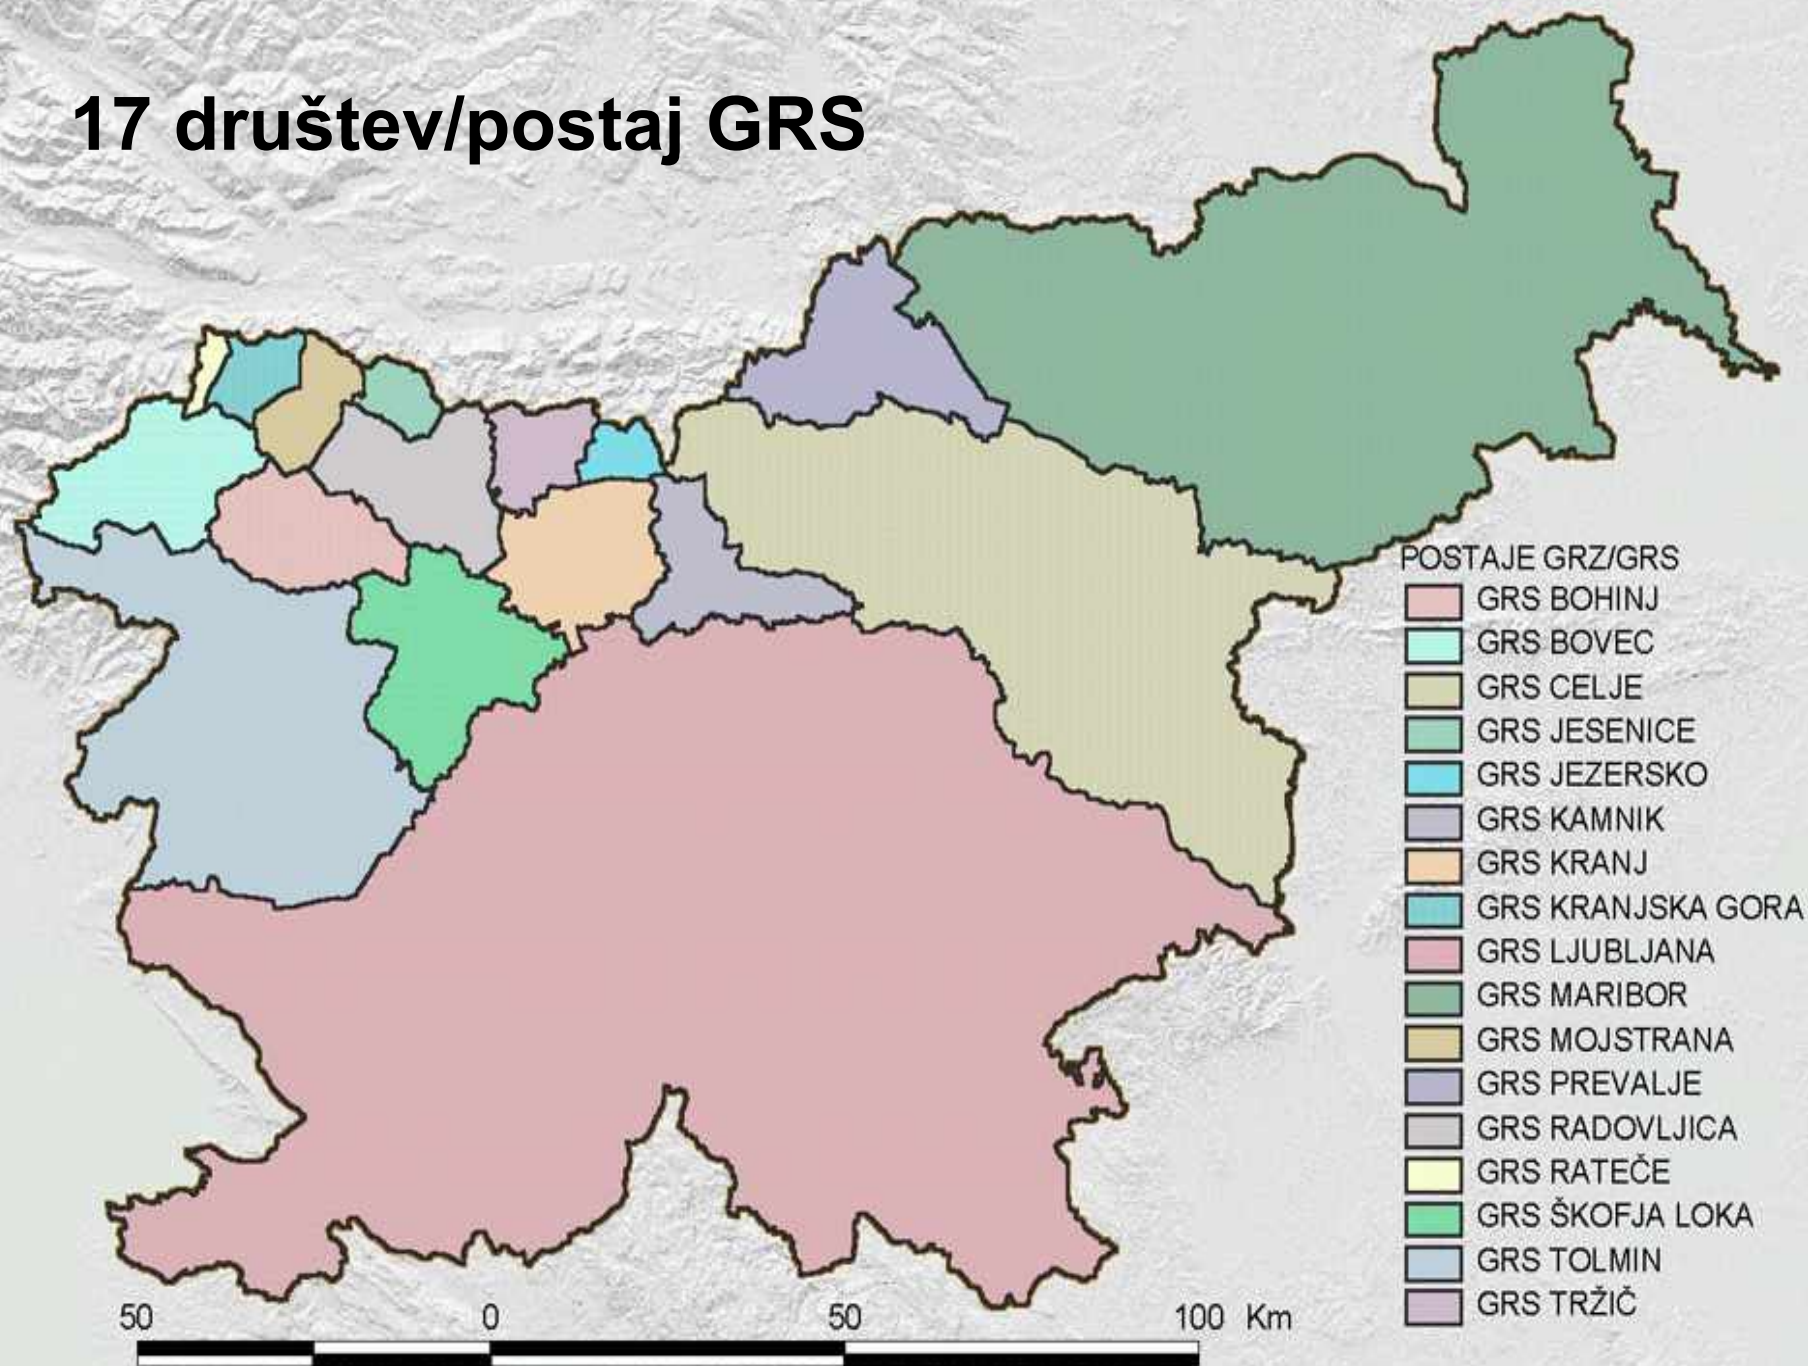 17 društev/postaj GRS
POSTAJE GRZ/GRS
GRS BOHINJ
GRS BOVEC
GRS CELJE
GRS JESENICE
GRS JEZERSKO
GRS KAMNIK
GRS KRANJ
GRS KRANJSKA GORA
GRS LJUBLJANA
GRS MARIBOR
GRS MOJSTRANA
GRS PREVALJE
GRS RADOVLJICA
GRS RATEČE
GRS ŠKOFJA LOKA
GRS TOLMIN
GRS TRŽIČ
50 0 50 100 Km